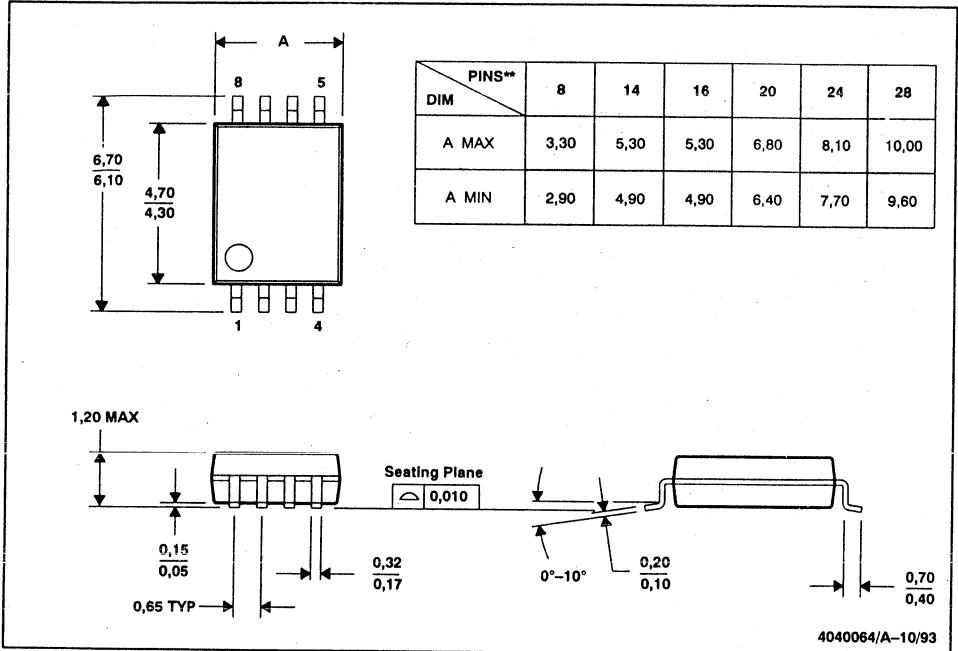 A
8 5
6,70
6,10
4,70
4,30
1 4
PINS**
DIM
8 14 16 20 24 28
A MAX 3,30 5,30 5,30 6,80 8,10 10,00
A MIN 2,90 4,90 4,90 6,40 7,70 9,60
1,20 MAX
Seating Plane
⌓ 0,010
0,15
0,05
0,65 TYP
0,32
0,17
0°–10°
0,20
0,10
0,70
0,40
4040064/A–10/93